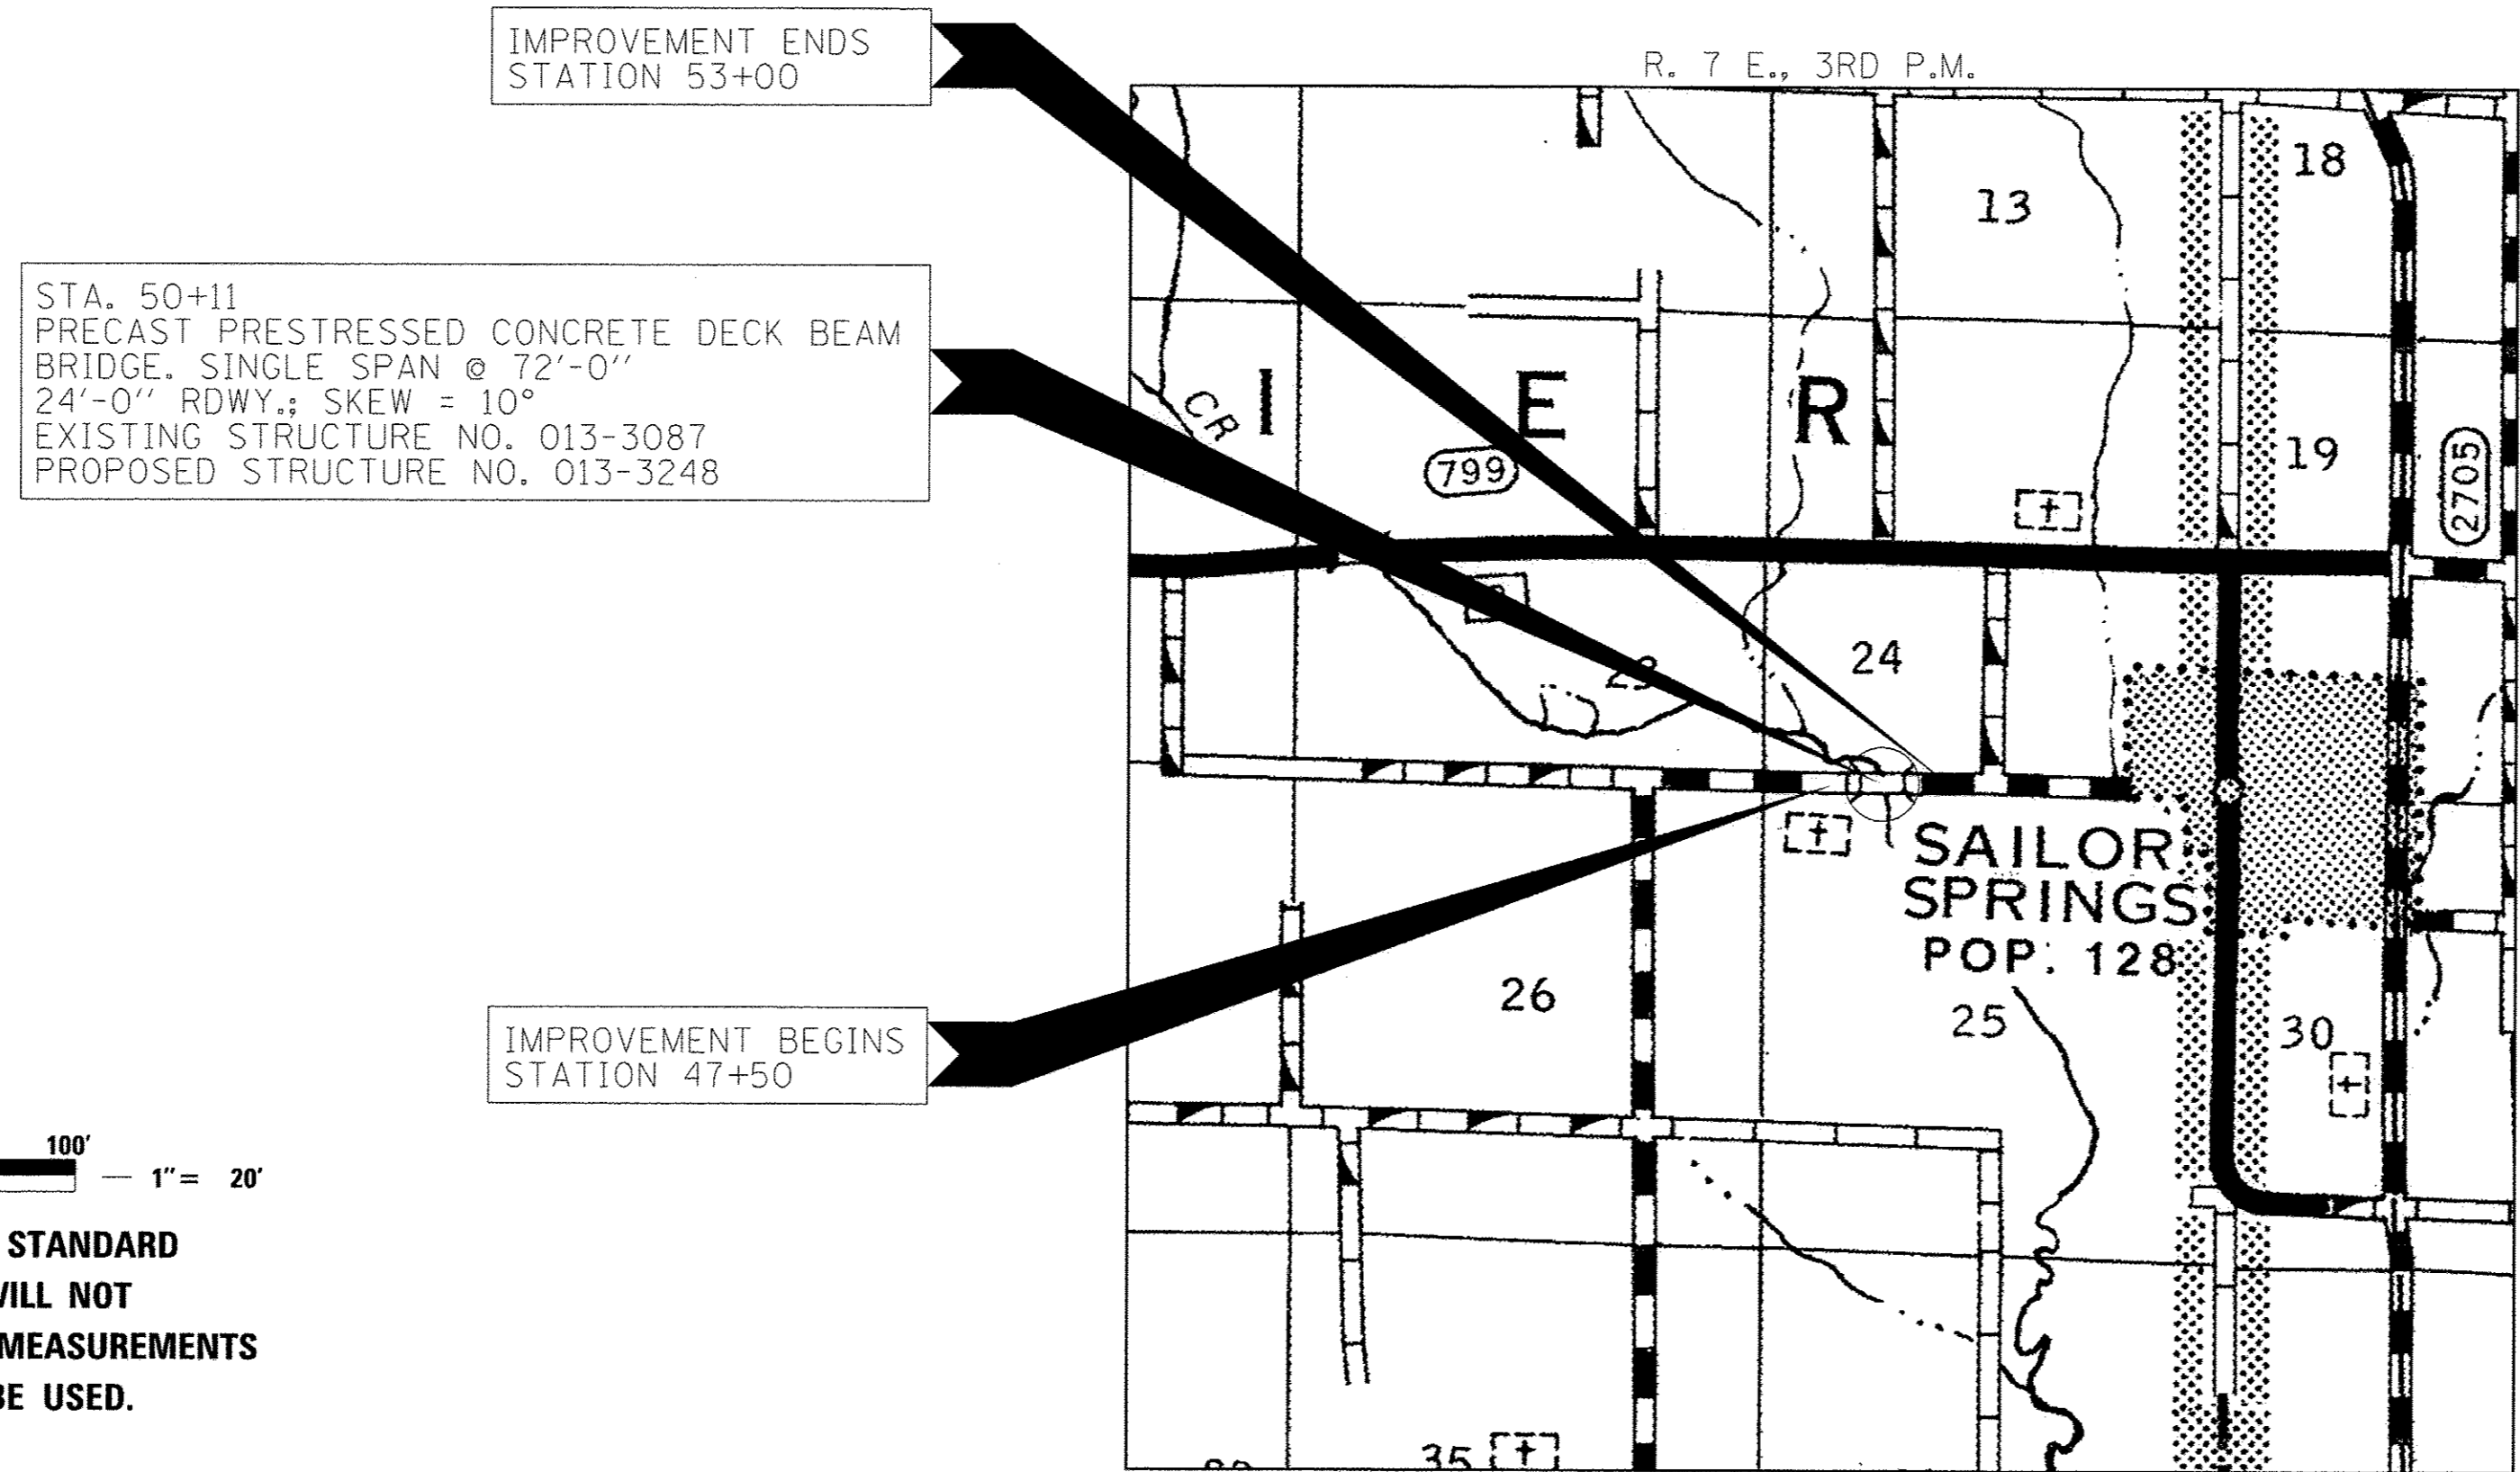 IMPROVEMENT ENDS
STATION 53+00
R. 7 E., 3RD P.M.
18
13
STA. 50+11
PRECAST PRESTRESSED CONCRETE DECK BEAM
BRIDGE. SINGLE SPAN @ 72'-0''
24'-0'' RDWY.; SKEW = 10°
EXISTING STRUCTURE NO. 013-3087
PROPOSED STRUCTURE NO. 013-3248
CR
I E R
799
19
2705
24
SAILOR
SPRINGS
POP. 128
26
25
30
IMPROVEMENT BEGINS
STATION 47+50
100'
1"= 20'
STANDARD
WILL NOT
MEASUREMENTS
BE USED.
35